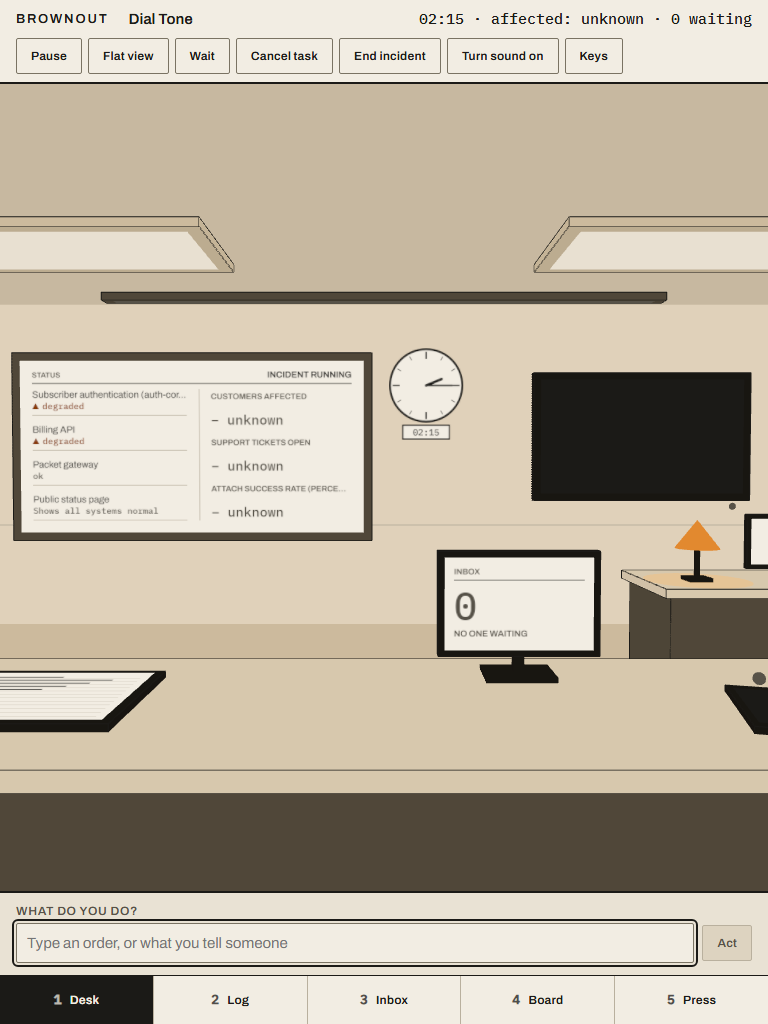 BROWNOUT Dial Tone 02:15 · affected: unknown · 0 waiting
Pause Flat view Wait Cancel task End incident Turn sound on Keys
STATUS INCIDENT RUNNING
Subscriber authentication (auth-cor...
▲ degraded
Billing API
▲ degraded
Packet gateway
ok
Public status page
Shows all systems normal
CUSTOMERS AFFECTED
– unknown
SUPPORT TICKETS OPEN
– unknown
ATTACH SUCCESS RATE (PERCE...
– unknown
02:15
INBOX
0
NO ONE WAITING
WHAT DO YOU DO?
Type an order, or what you tell someone Act
1 Desk 2 Log 3 Inbox 4 Board 5 Press